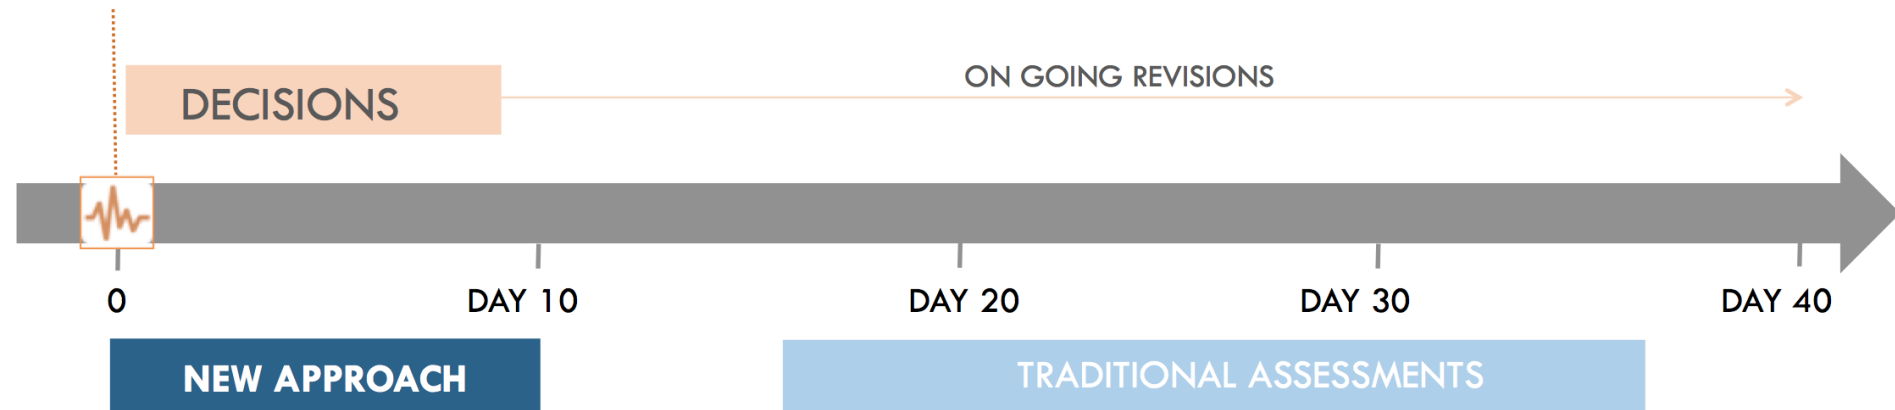 ON GOING REVISIONS
DECISIONS
0
DAY 10
DAY 20
DAY 30
DAY 40
NEW APPROACH
TRADITIONAL ASSESSMENTS